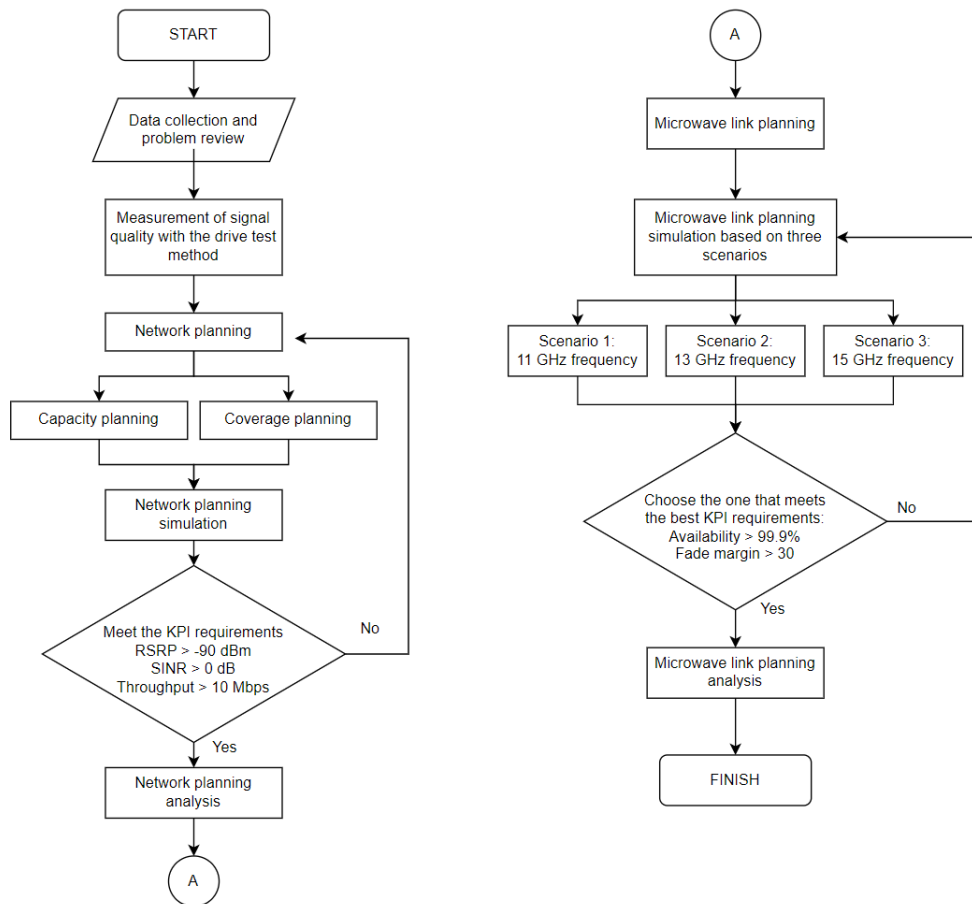 START
Data collection and
problem review
Measurement of signal
quality with the drive test
method
Network planning
Capacity planning
Coverage planning
Network planning
simulation
Meet the KPI requirements
RSRP > -90 dBm
SINR > 0 dB
Throughput > 10 Mbps
No
Yes
Network planning
analysis
A
A
Microwave link planning
Microwave link planning
simulation based on three
scenarios
Scenario 1:
11 GHz frequency
Scenario 2:
13 GHz frequency
Scenario 3:
15 GHz frequency
Choose the one that meets
the best KPI requirements:
Availability > 99.9%
Fade margin > 30
No
Yes
Microwave link planning
analysis
FINISH